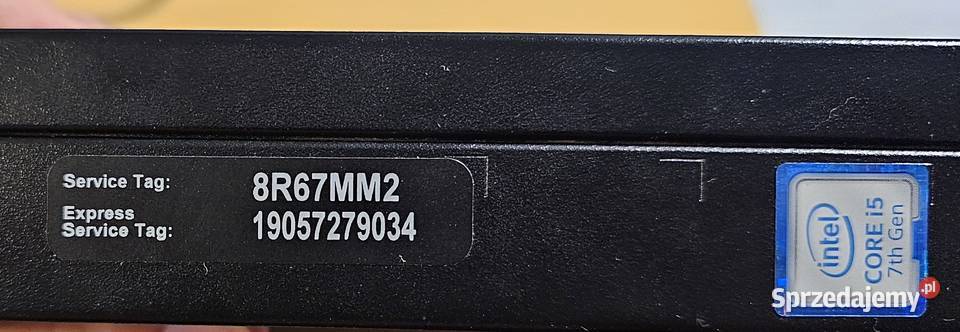 Service Tag: 8R67MM2
Express
Service Tag: 19057279034
intel
CORE i5
7th Gen
Sprzedajemy.pl